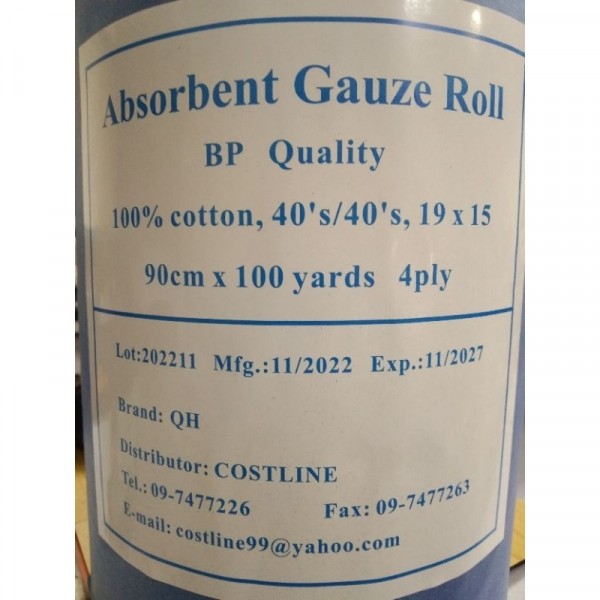 Absorbent Gauze Roll
BP Quality
100% cotton, 40's/40's, 19 x 15
90cm x 100 yards 4ply
Lot:202211 Mfg.:11/2022 Exp.:11/2027
Brand: QH
Distributor: COSTLINE
Tel.: 09-7477226 Fax: 09-7477263
E-mail: costline99@yahoo.com